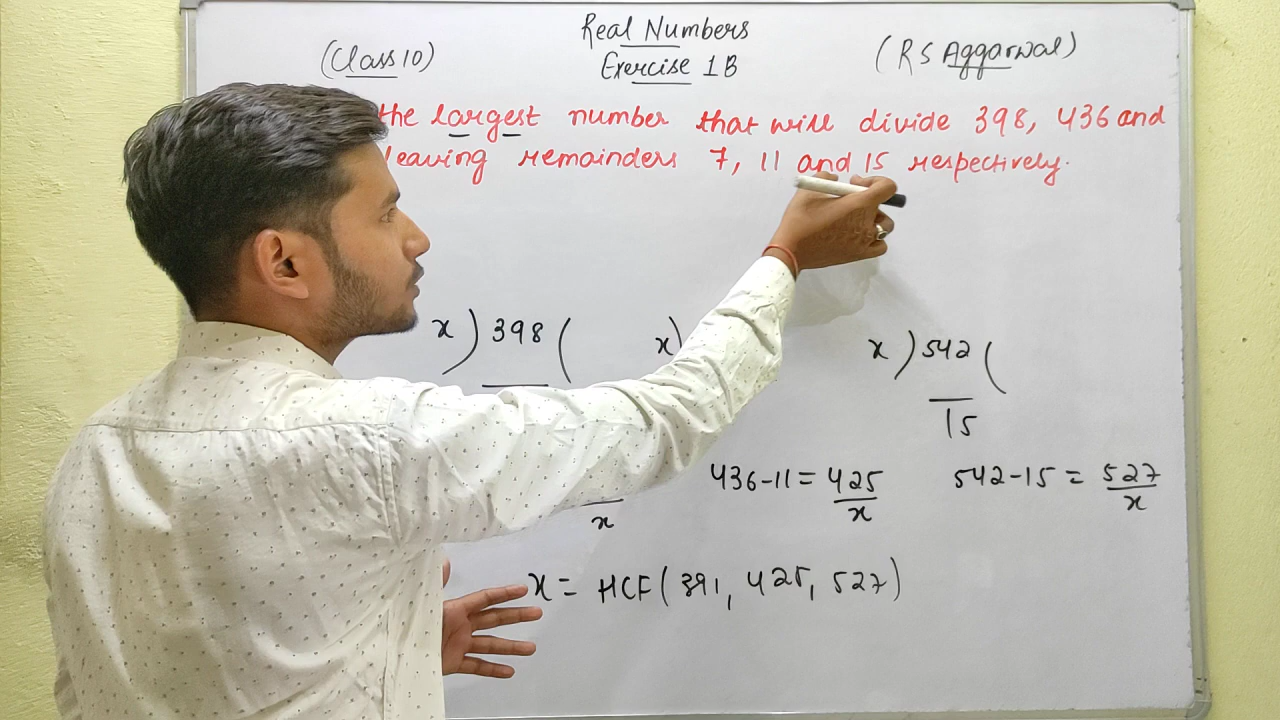 Real Numbers
(Class 10)
Exercise 1B
(RS Aggarwal)
the largest number that will divide 398, 436 and
leaving remainders 7, 11 and 15 respectively.
x ) 398 (
x )
x ) 542 (
15
436-11 = 425/x
542-15 = 527/x
x
x = HCF (391, 425, 527)